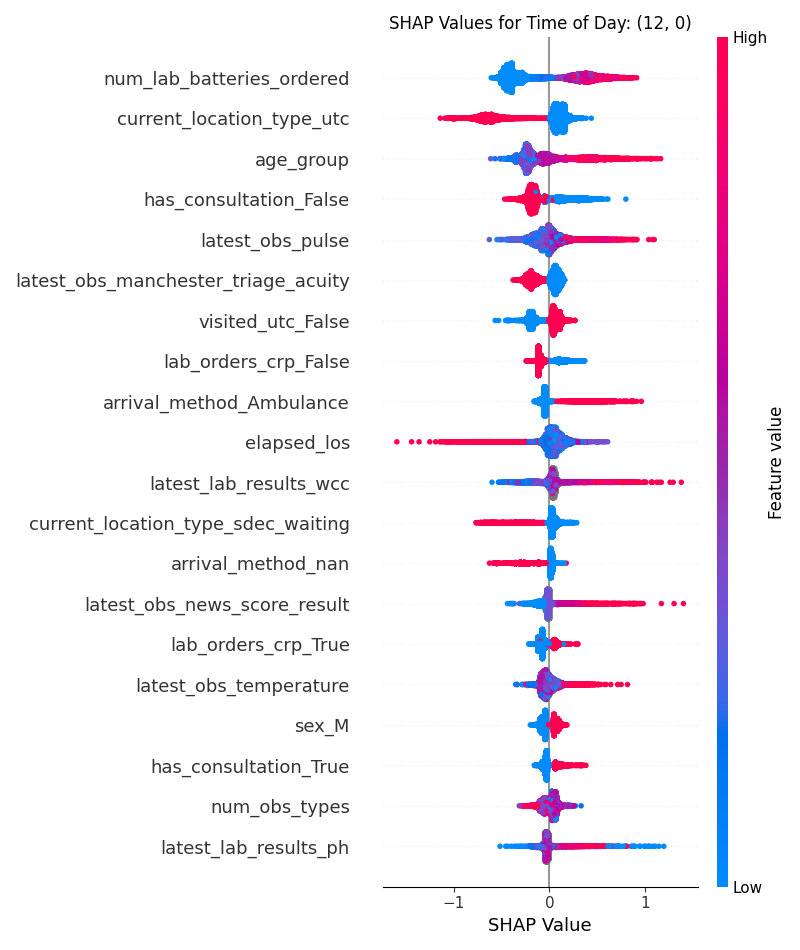 SHAP Values for Time of Day: (12, 0)
High
num_lab_batteries_ordered
current_location_type_utc
age_group
has_consultation_False
latest_obs_pulse
latest_obs_manchester_triage_acuity
visited_utc_False
lab_orders_crp_False
arrival_method_Ambulance
elapsed_los
latest_lab_results_wcc
current_location_type_sdec_waiting
arrival_method_nan
latest_obs_news_score_result
lab_orders_crp_True
latest_obs_temperature
sex_M
has_consultation_True
num_obs_types
latest_lab_results_ph
Feature value
Low
−1 0 1
SHAP Value